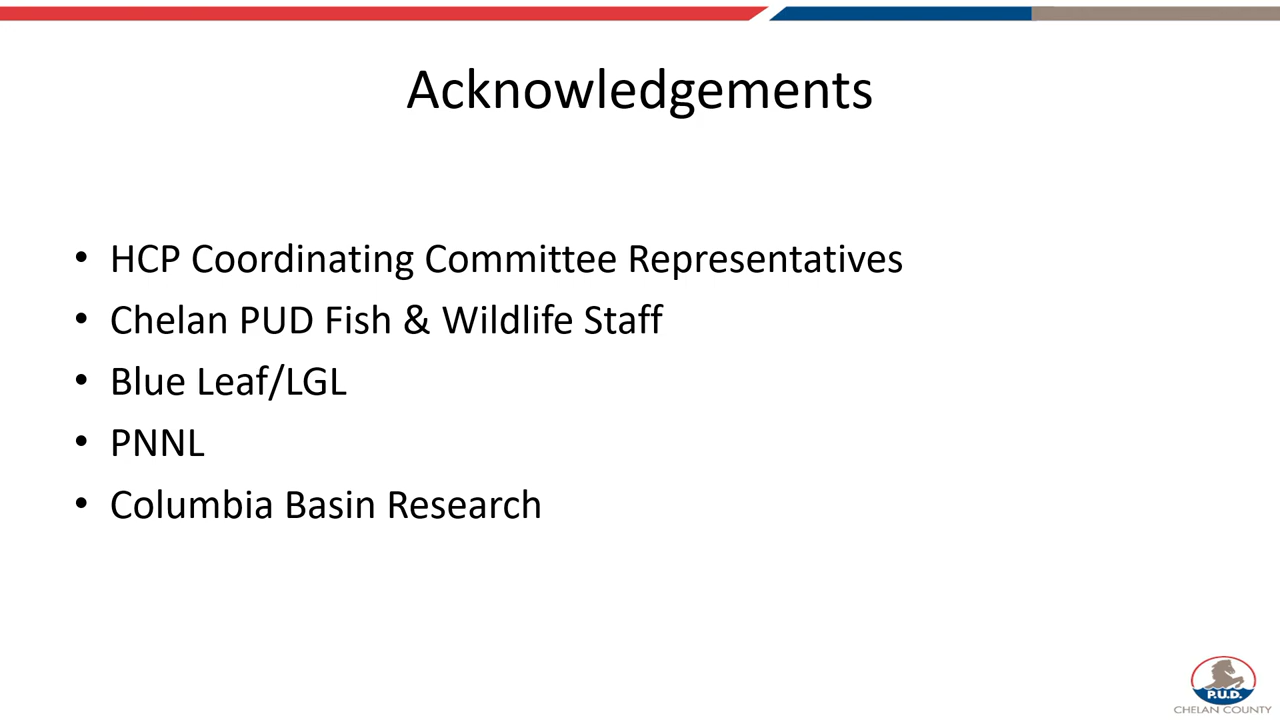 Acknowledgements
• HCP Coordinating Committee Representatives
• Chelan PUD Fish & Wildlife Staff
• Blue Leaf/LGL
• PNNL
• Columbia Basin Research
P.U.D.
CHELAN COUNTY